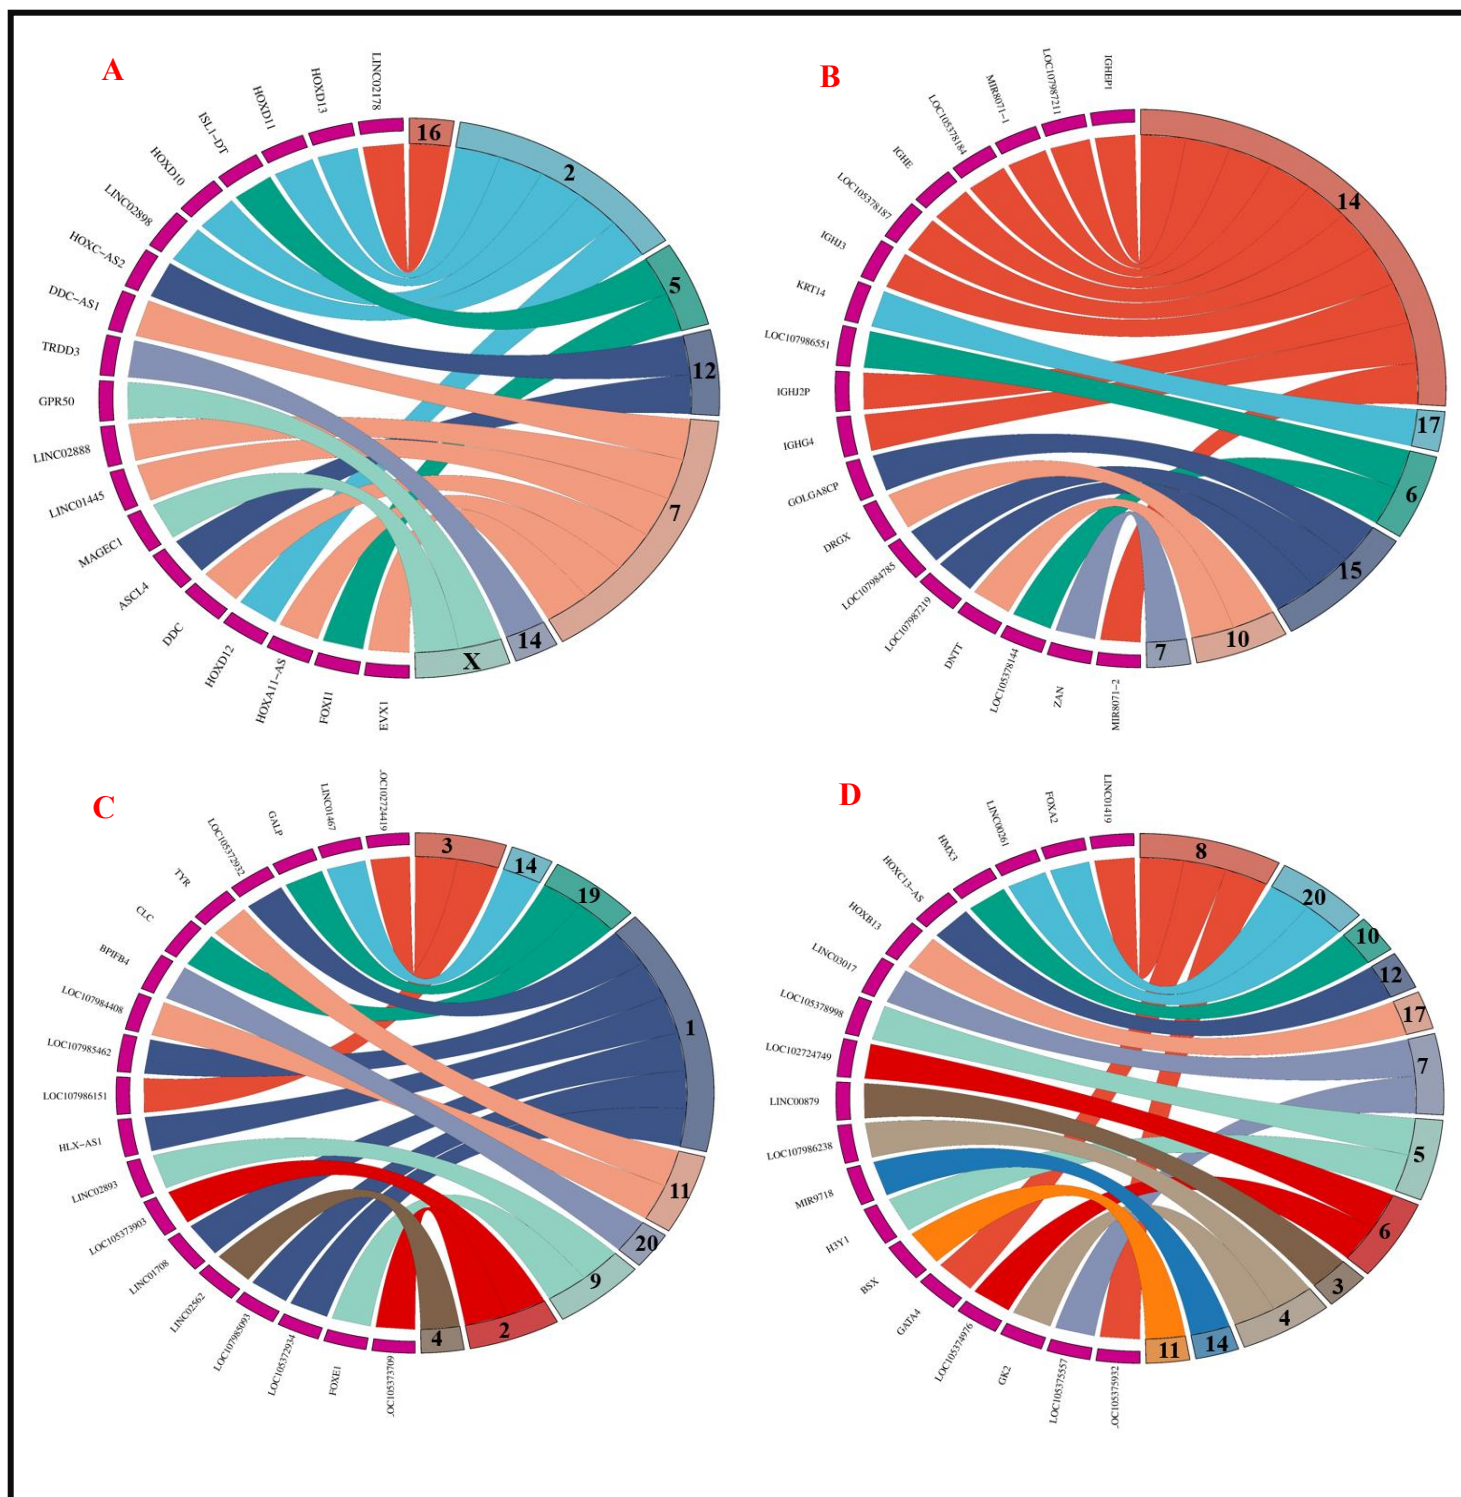 A
LINC02178
HOXD13
HOXD11
ISL1-DT
HOXD10
LINC02898
HOXC-AS2
DDC-AS1
TRDD3
GPR50
LINC02888
LINC01445
MAGEC1
ASCL4
DDC
HOXD12
HOXA11-AS
FOXI1
EVX1
16
2
5
12
7
14
X
B
IGHEP1
LOC107987211
MIR8071-1
LOC105378184
IGHE
LOC105378187
IGHJ3
KRT14
LOC107986551
IGHJ2P
IGHG4
GOLGA8CP
DRGX
LOC107984785
LOC107987219
DNTT
LOC105378144
ZAN
MIR8071-2
14
17
6
15
10
7
C
OC102724419
LINC01467
GALP
LOC105372932
TYR
CLC
BPIFB4
LOC107984408
LOC107985462
LOC107986151
HLX-AS1
LINC02893
LOC105373903
LINC01708
LINC02562
LOC107985093
LOC105372934
FOXE1
OC105373709
3
14
19
1
11
20
9
2
4
D
LINC01419
FOXA2
LINC00261
HMX3
HOXC13-AS
HOXB13
LINC03017
LOC105378998
LOC102724749
LINC00879
LOC107986238
MIR9718
H3Y1
BSX
GATA4
LOC105374976
GK2
LOC105375557
OC105375932
8
20
10
12
17
7
5
6
3
4
14
11